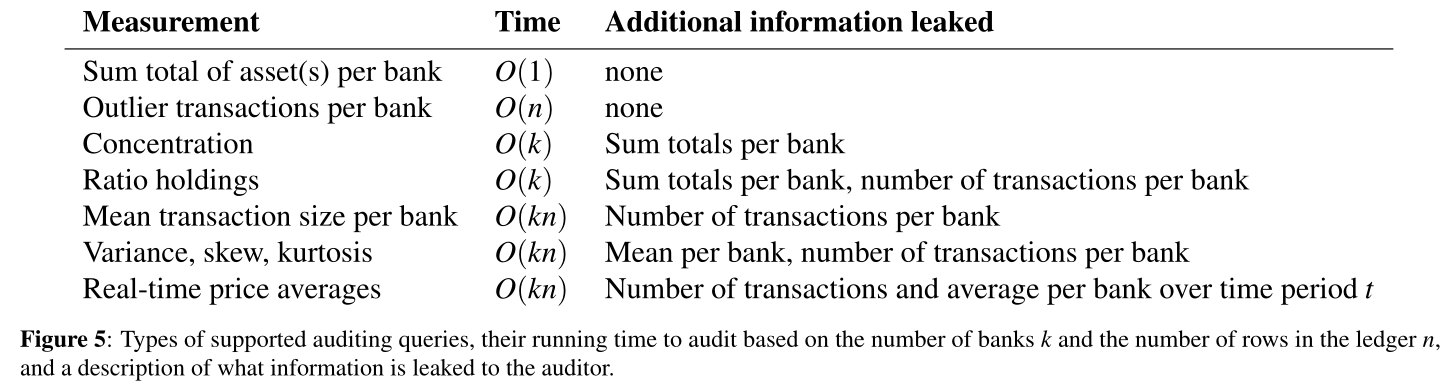 Measurement Time Additional information leaked
Sum total of asset(s) per bank O(1) none
Outlier transactions per bank O(n) none
Concentration O(k) Sum totals per bank
Ratio holdings O(k) Sum totals per bank, number of transactions per bank
Mean transaction size per bank O(kn) Number of transactions per bank
Variance, skew, kurtosis O(kn) Mean per bank, number of transactions per bank
Real-time price averages O(kn) Number of transactions and average per bank over time period t
Figure 5: Types of supported auditing queries, their running time to audit based on the number of banks k and the number of rows in the ledger n,
and a description of what information is leaked to the auditor.